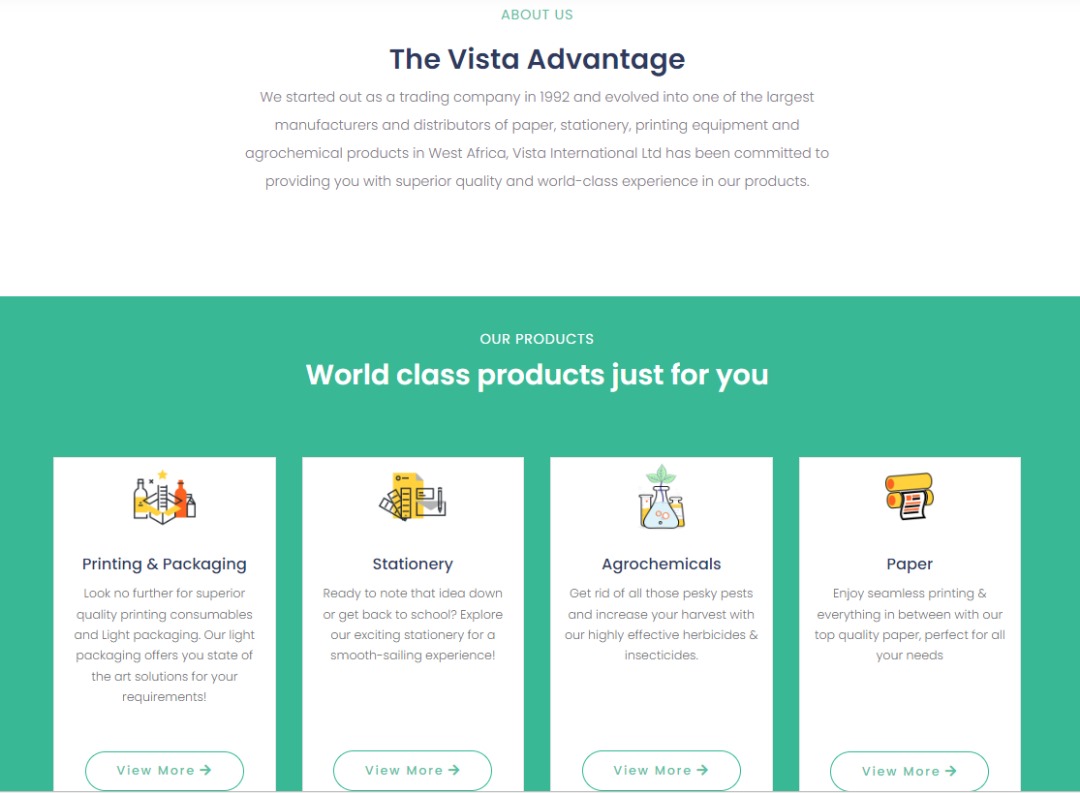 ABOUT US
The Vista Advantage
We started out as a trading company in 1992 and evolved into one of the largest
manufacturers and distributors of paper, stationery, printing equipment and
agrochemical products in West Africa, Vista International Ltd has been committed to
providing you with superior quality and world-class experience in our products.
OUR PRODUCTS
World class products just for you
Printing & Packaging
Look no further for superior
quality printing consumables
and Light packaging. Our light
packaging offers you state of
the art solutions for your
requirements!
View More →
Stationery
Ready to note that idea down
or get back to school? Explore
our exciting stationery for a
smooth-sailing experience!
View More →
Agrochemicals
Get rid of all those pesky pests
and increase your harvest with
our highly effective herbicides &
insecticides.
View More →
Paper
Enjoy seamless printing &
everything in between with our
top quality paper, perfect for all
your needs
View More →